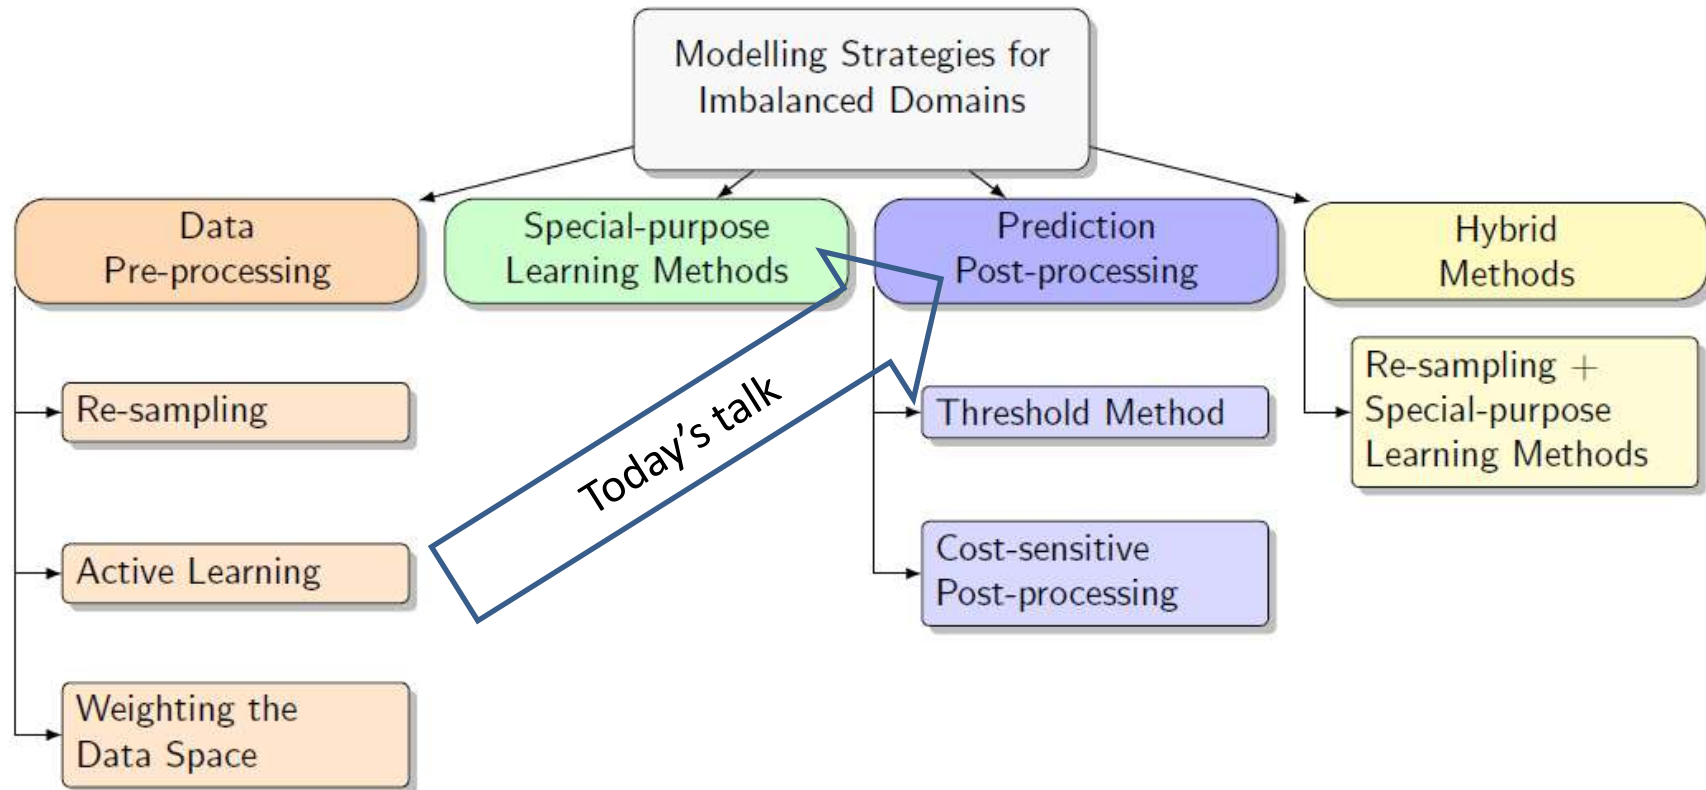 Modelling Strategies for
Imbalanced Domains
Data
Pre-processing
Special-purpose
Learning Methods
Prediction
Post-processing
Hybrid
Methods
Re-sampling
Active Learning
Weighting the
Data Space
Today's talk
Threshold Method
Cost-sensitive
Post-processing
Re-sampling +
Special-purpose
Learning Methods